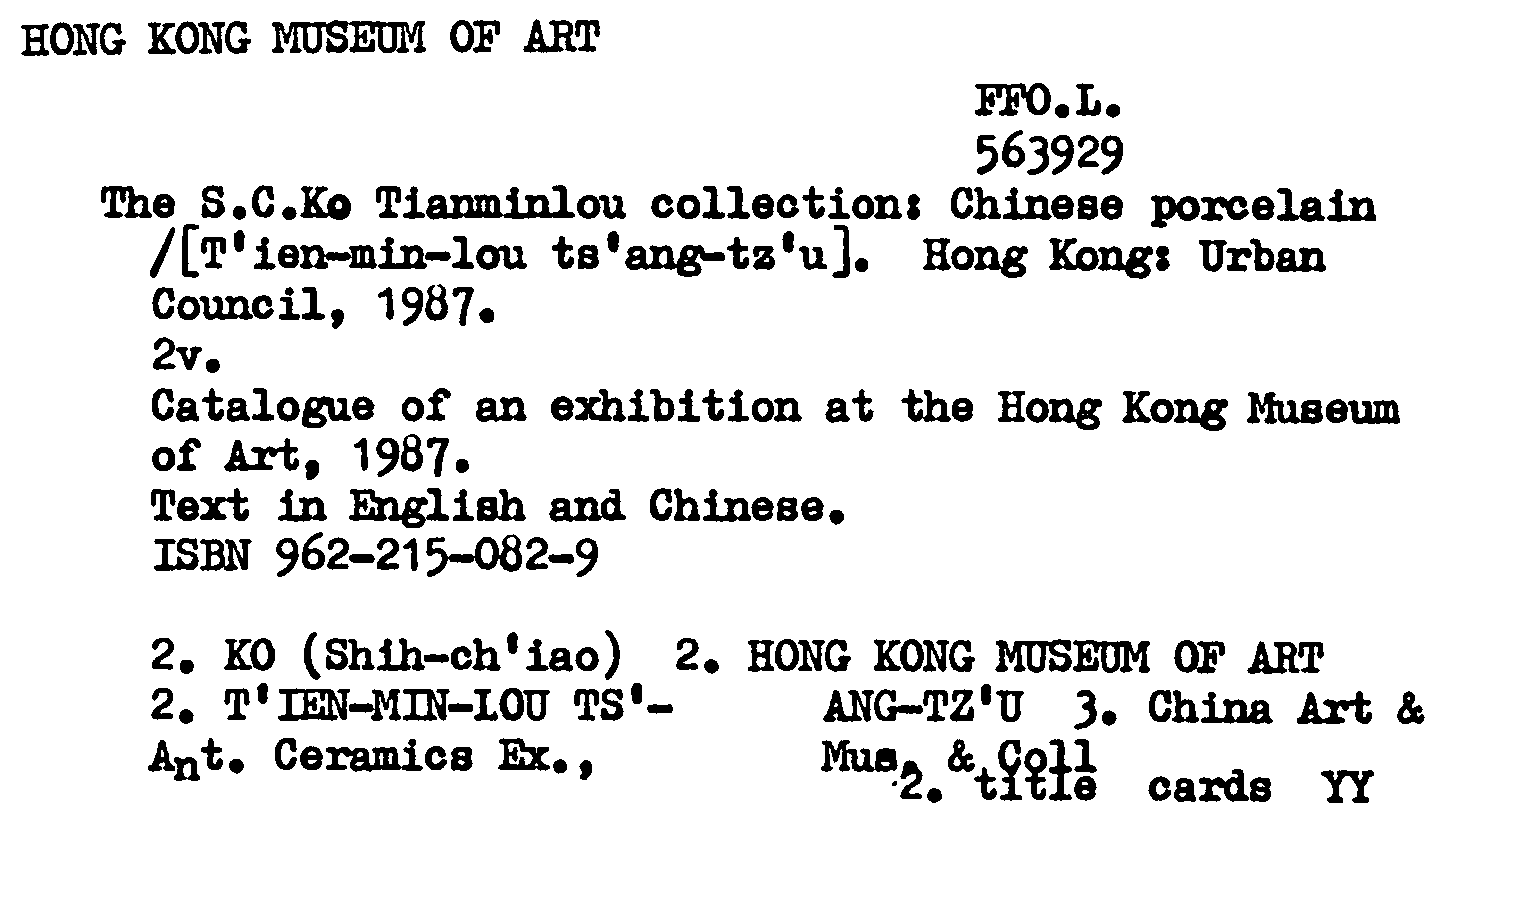 HONG KONG MUSEUM OF ART
FFO.L.
563929
The S.C.Ko Tianminlou collection: Chinese porcelain
/[T'ien-min-lou ts'ang-tz'u]. Hong Kong: Urban
Council, 1987.
2v.
Catalogue of an exhibition at the Hong Kong Museum
of Art, 1987.
Text in English and Chinese.
ISBN 962-215-082-9
2. KO (Shih-ch'iao) 2. HONG KONG MUSEUM OF ART
2. T'IEN-MIN-LOU TS'- ANG-TZ'U 3. China Art &
Ant. Ceramics Ex., Mus. & Coll
2. title cards YY